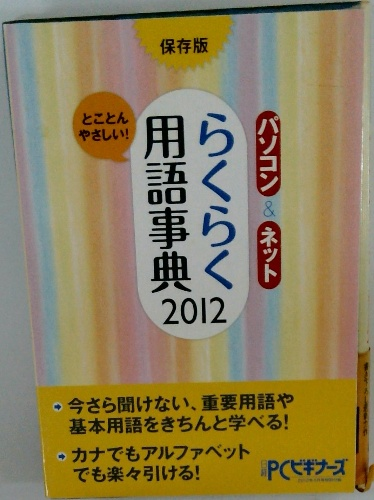 保存版
とことん
やさしい!
パソコン&ネット
らくらく
用語事典
2012
今さら聞けない、重要用語や
基本用語をきちんと学べる!
カナでもアルファベット
でも楽々引ける!
日経PCビギナーズ